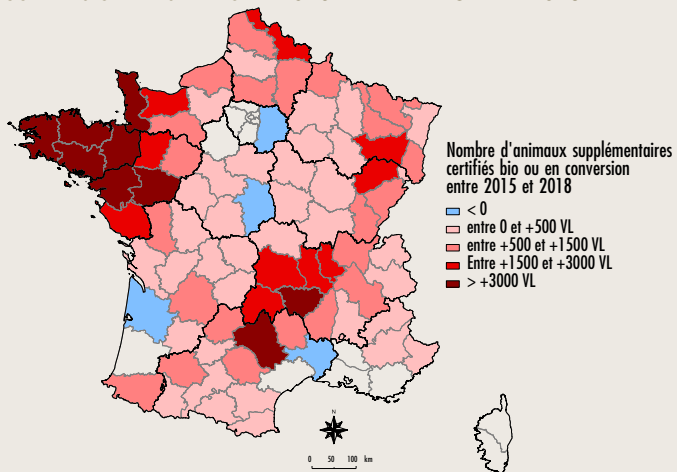 Nombre d'animaux supplémentaires
certifiés bio ou en conversion
entre 2015 et 2018
< 0
entre 0 et +500 VL
entre +500 et +1500 VL
Entre +1500 et +3000 VL
> +3000 VL
N
0 50 100 km